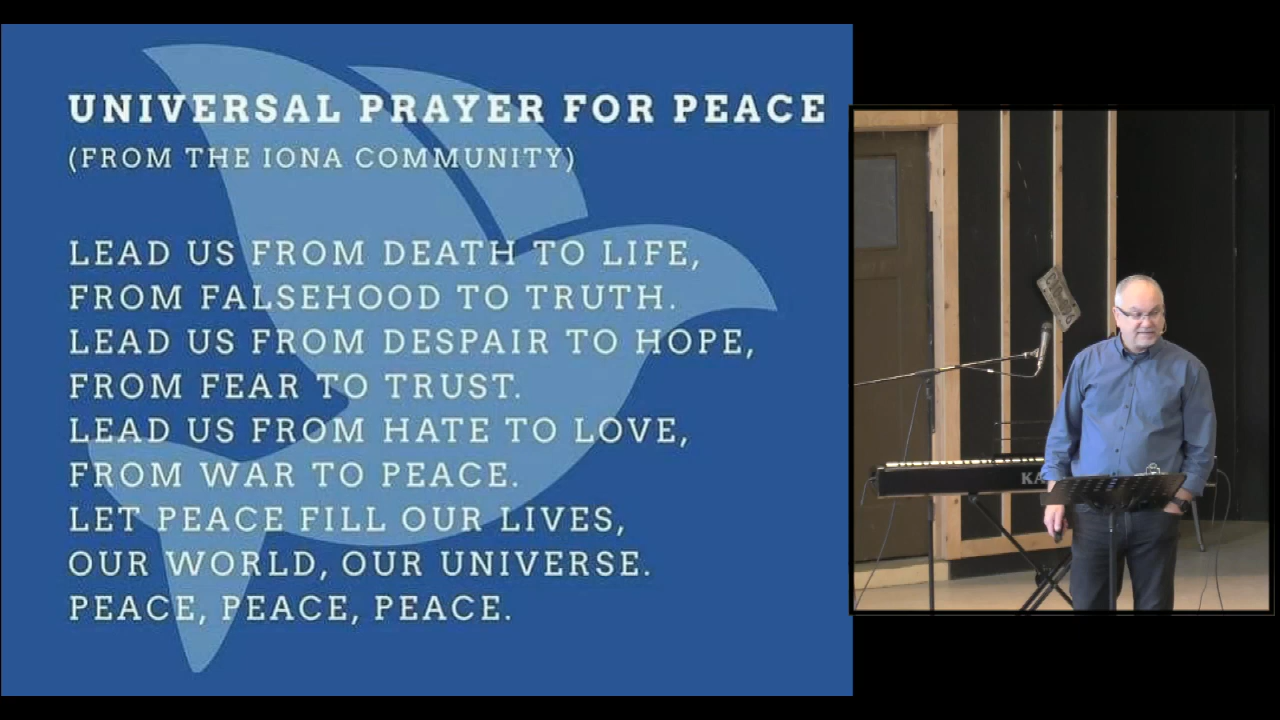 UNIVERSAL PRAYER FOR PEACE
(FROM THE IONA COMMUNITY)
LEAD US FROM DEATH TO LIFE,
FROM FALSEHOOD TO TRUTH.
LEAD US FROM DESPAIR TO HOPE,
FROM FEAR TO TRUST.
LEAD US FROM HATE TO LOVE,
FROM WAR TO PEACE.
LET PEACE FILL OUR LIVES,
OUR WORLD, OUR UNIVERSE.
PEACE, PEACE, PEACE.